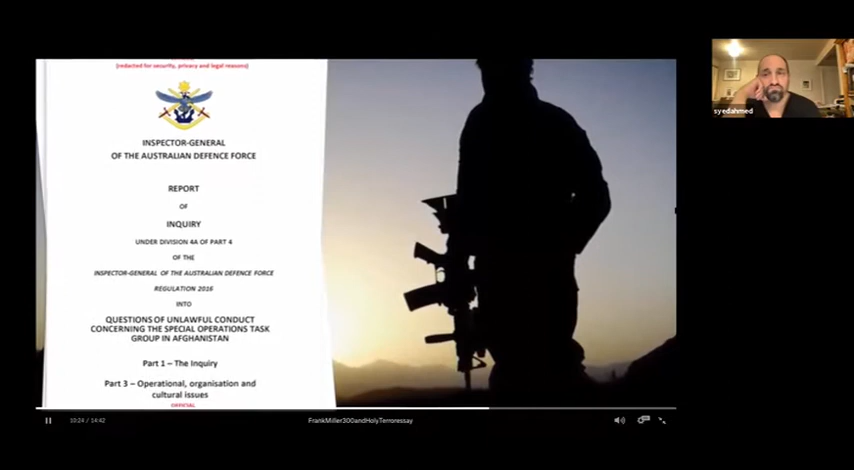 (redacted for security, privacy and legal reasons)
INSPECTOR-GENERAL
OF THE AUSTRALIAN DEFENCE FORCE
REPORT
OF
INQUIRY
UNDER DIVISION 4A OF PART 4
OF THE
INSPECTOR-GENERAL OF THE AUSTRALIAN DEFENCE FORCE
REGULATION 2016
INTO
QUESTIONS OF UNLAWFUL CONDUCT
CONCERNING THE SPECIAL OPERATIONS TASK
GROUP IN AFGHANISTAN
Part 1 – The Inquiry
Part 3 – Operational, organisation and
cultural issues
OFFICIAL
10:24 / 14:42
FrankMiller300andHolyTerroressay
syedahmed